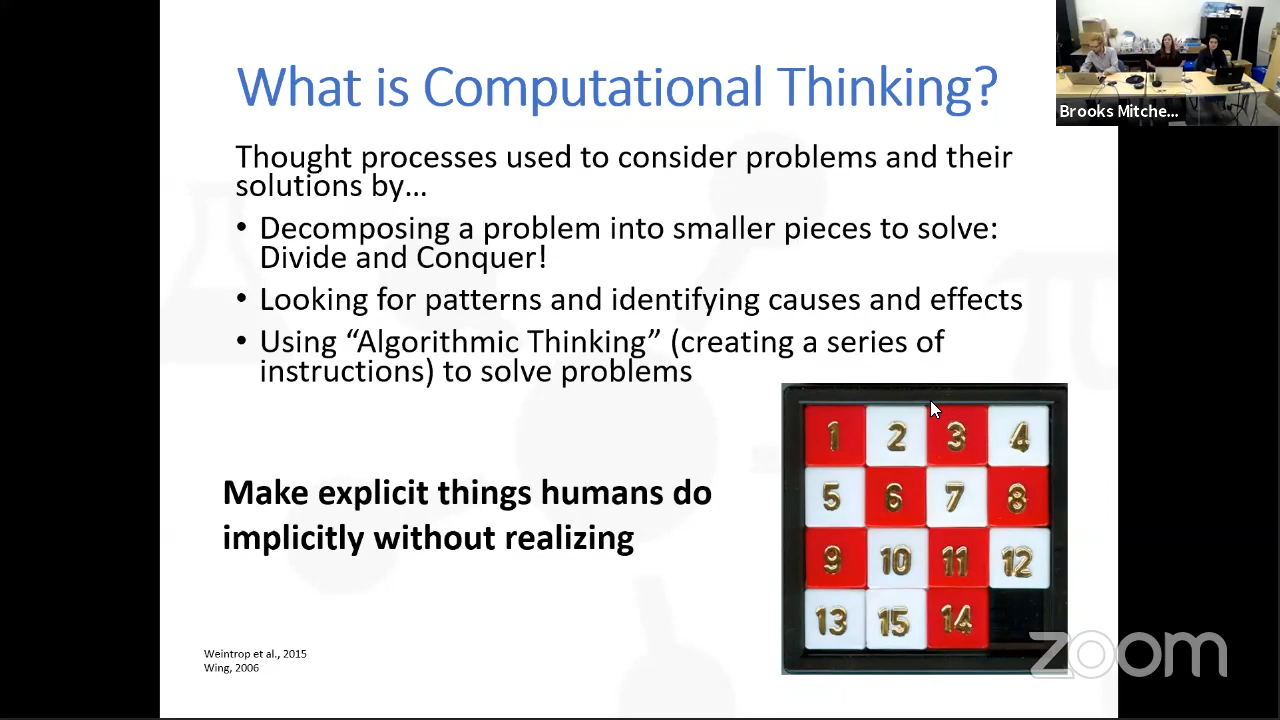 What is Computational Thinking?
Brooks Mitche...
Thought processes used to consider problems and their
solutions by…
• Decomposing a problem into smaller pieces to solve:
Divide and Conquer!
• Looking for patterns and identifying causes and effects
• Using “Algorithmic Thinking” (creating a series of
instructions) to solve problems
Make explicit things humans do
implicitly without realizing
1 2 3 4
5 6 7 8
9 10 11 12
13 15 14
Weintrop et al., 2015
Wing, 2006
zoom